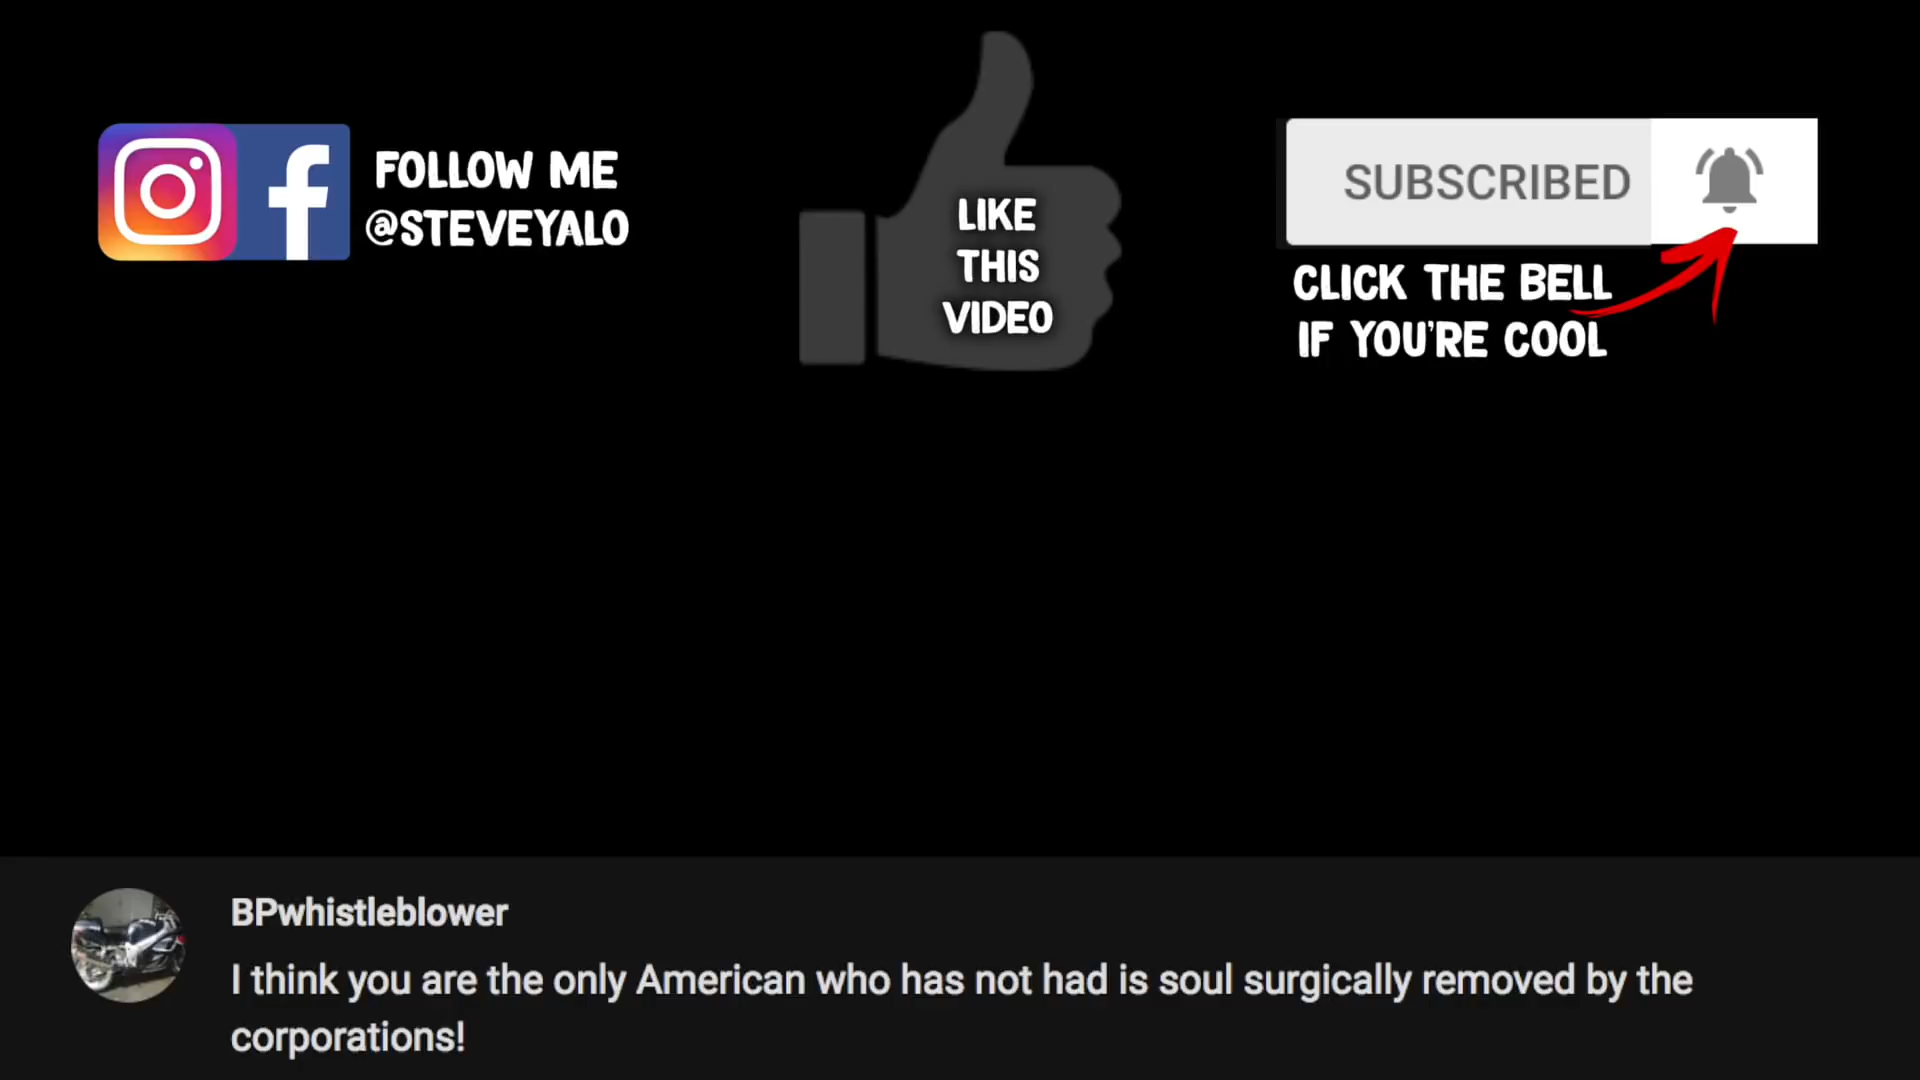 FOLLOW ME
@STEVEYALO
LIKE
THIS
VIDEO
SUBSCRIBED
CLICK THE BELL
IF YOU'RE COOL
BPwhistleblower
I think you are the only American who has not had is soul surgically removed by the
corporations!